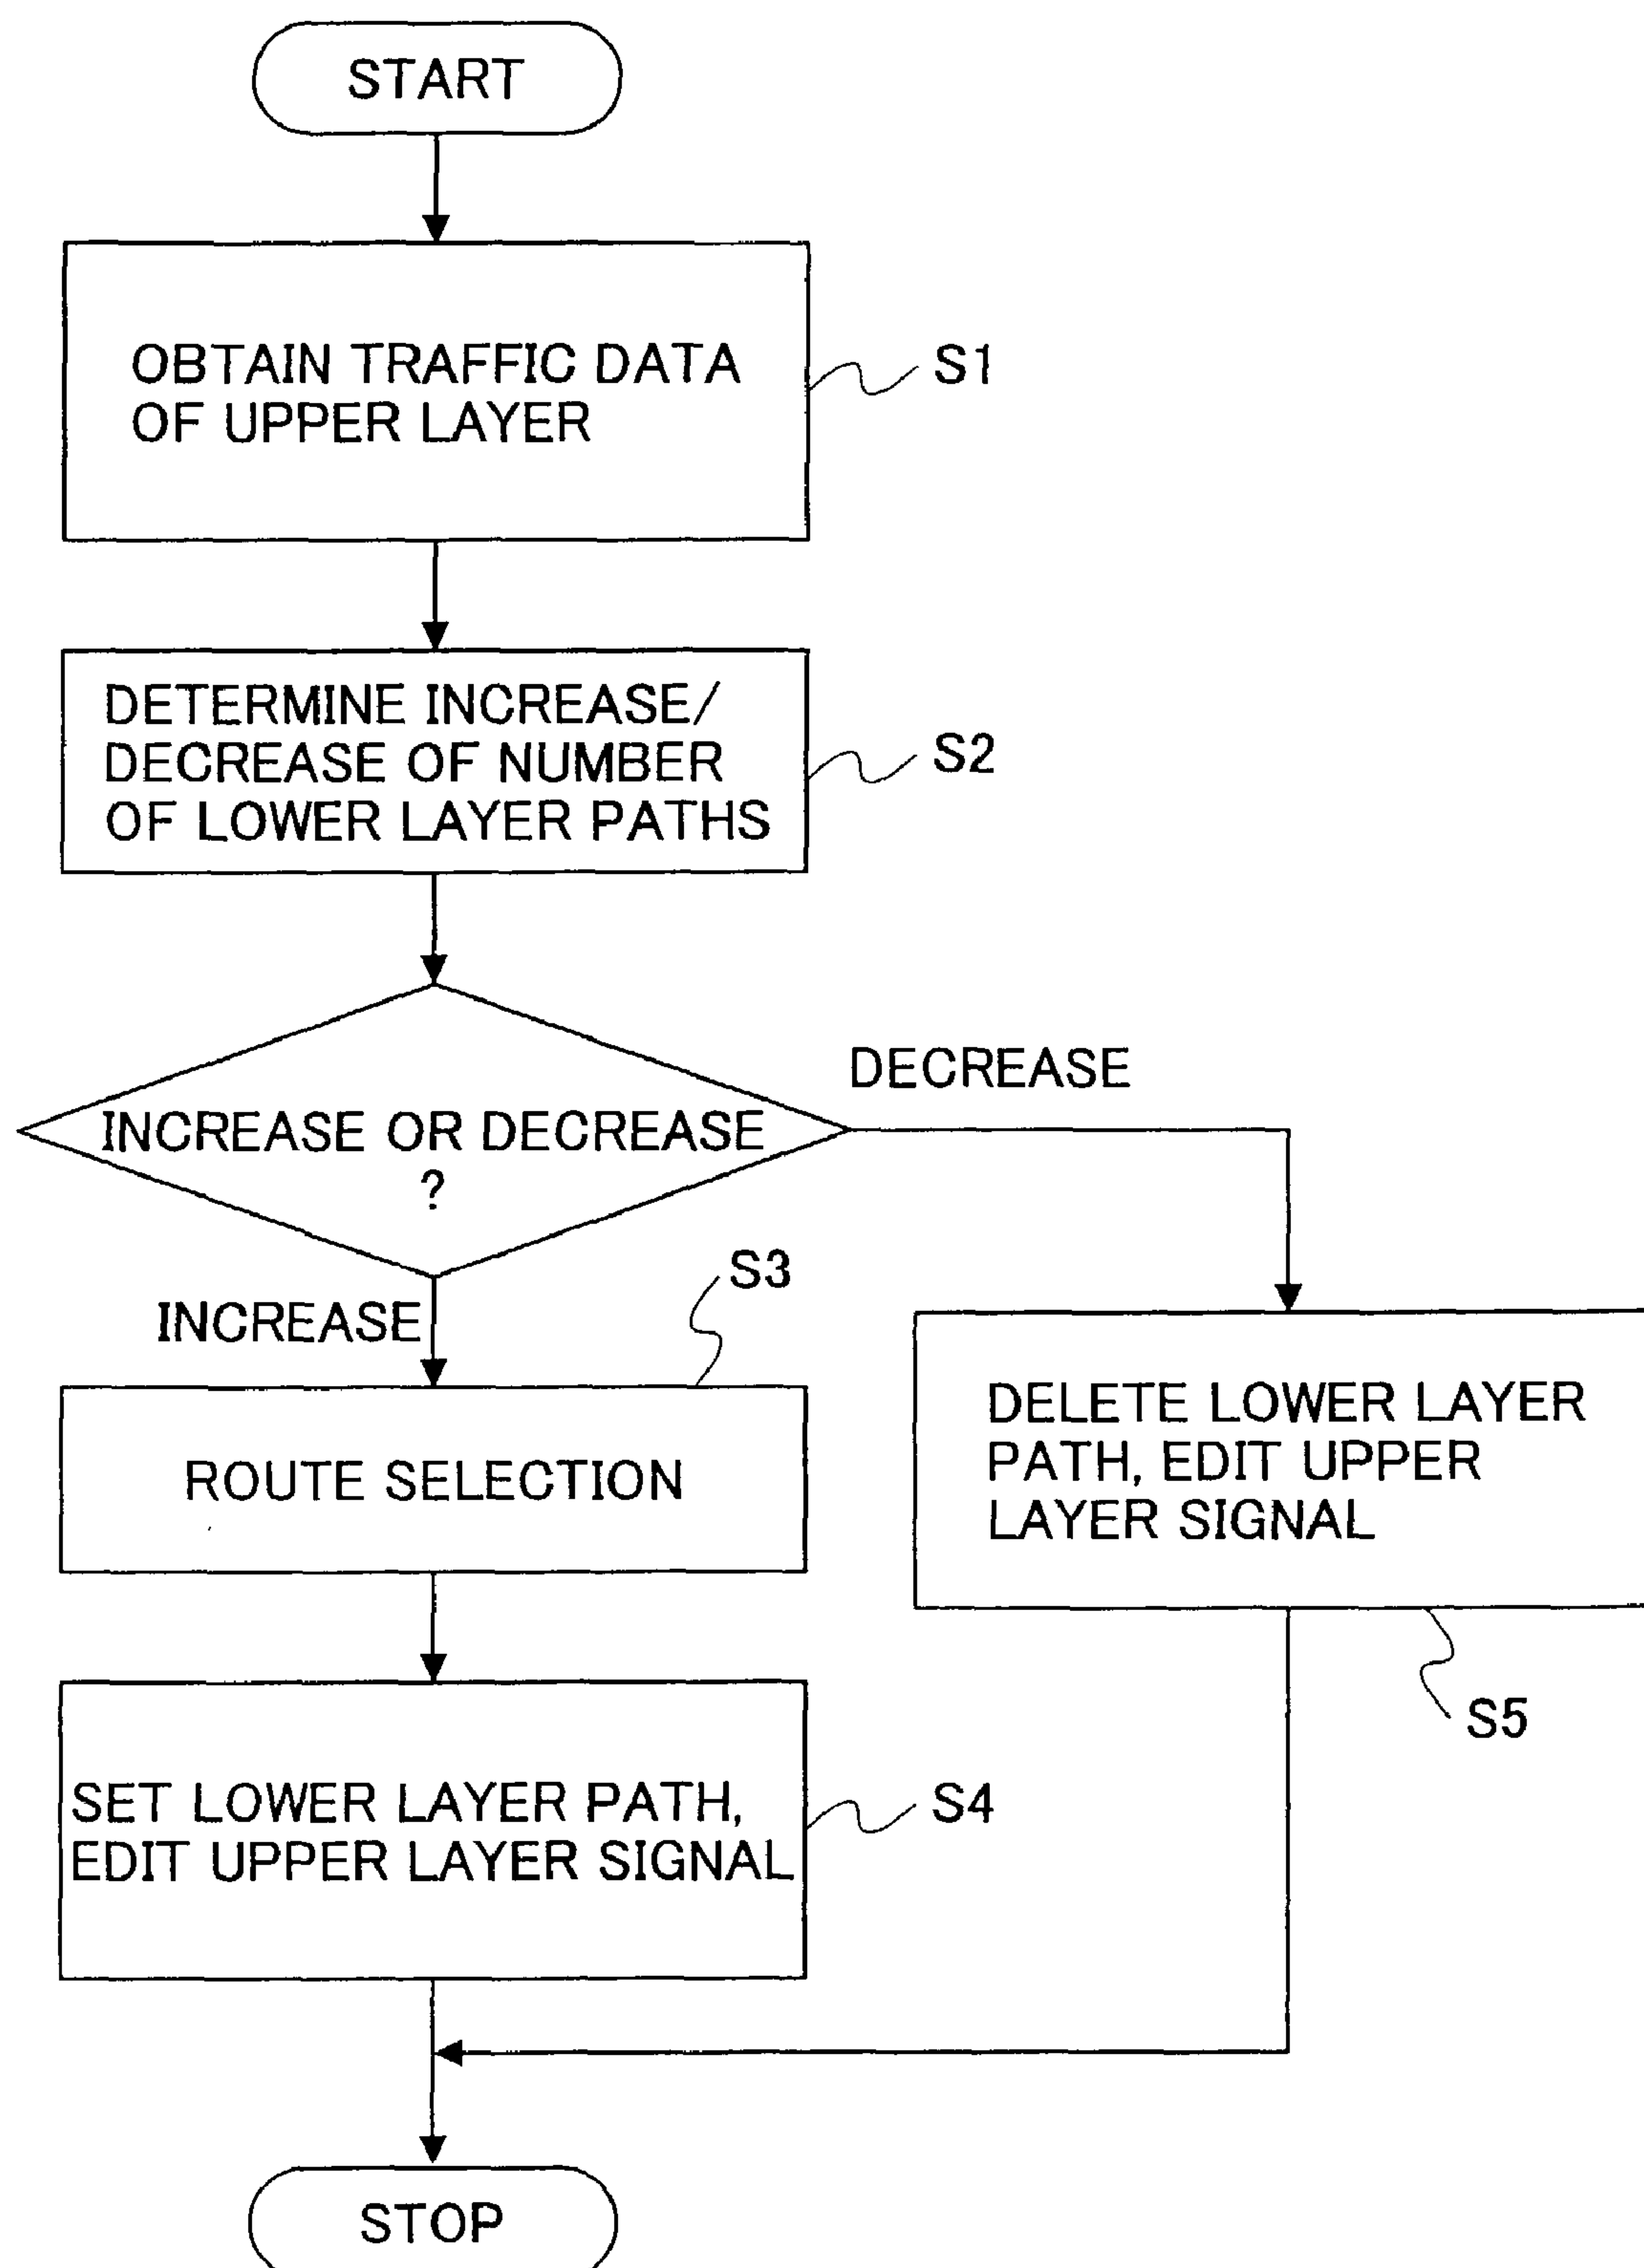 START
OBTAIN TRAFFIC DATA
OF UPPER LAYER
S1
DETERMINE INCREASE/
DECREASE OF NUMBER
OF LOWER LAYER PATHS
S2
DECREASE
INCREASE OR DECREASE
?
S3
INCREASE
ROUTE SELECTION
DELETE LOWER LAYER
PATH, EDIT UPPER
LAYER SIGNAL
S5
SET LOWER LAYER PATH,
EDIT UPPER LAYER SIGNAL
S4
STOP